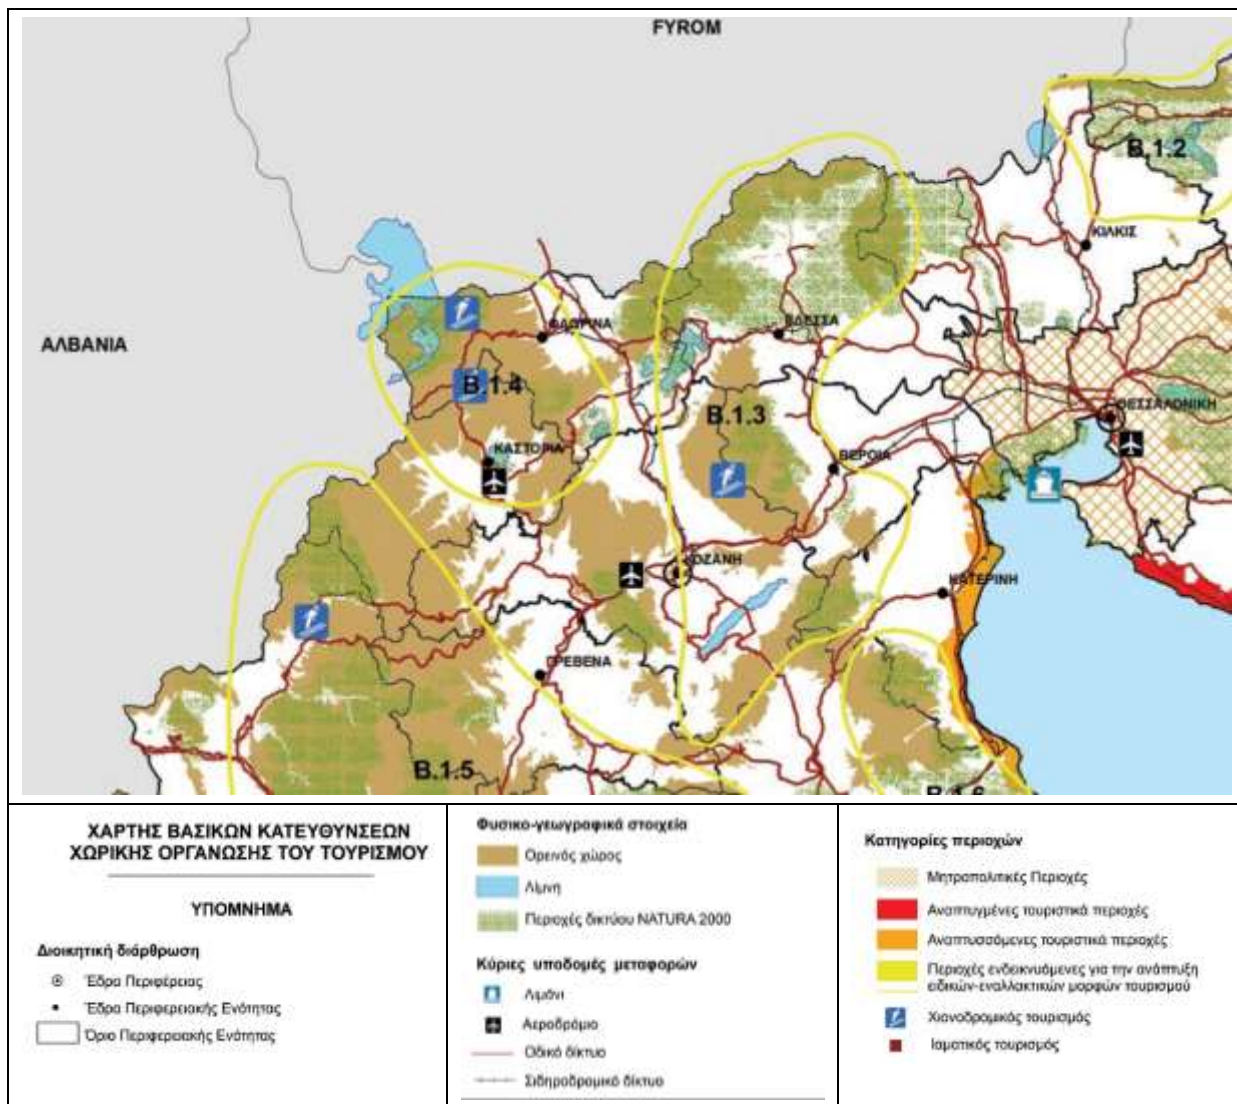 FYROM
B.1.2
ΚΙΛΚΙΣ
ΑΛΒΑΝΙΑ
ΦΛΩΡΙΝΑ
ΕΔΕΣΣΑ
B.1.4
B.1.3
ΘΕΣΣΑΛΟΝΙΚΗ
ΚΑΣΤΟΡΙΑ
ΒΕΡΟΙΑ
ΚΟΖΑΝΗ
ΚΑΤΕΡΙΝΗ
ΓΡΕΒΕΝΑ
B.1.5
B.1.6
ΧΑΡΤΗΣ ΒΑΣΙΚΩΝ ΚΑΤΕΥΘΥΝΣΕΩΝ
ΧΩΡΙΚΗΣ ΟΡΓΑΝΩΣΗΣ ΤΟΥ ΤΟΥΡΙΣΜΟΥ
ΥΠΟΜΝΗΜΑ
Διοικητική διάρθρωση
Έδρα Περιφέρειας
Έδρα Περιφερειακής Ενότητας
Όριο Περιφερειακής Ενότητας
Φυσικο-γεωγραφικά στοιχεία
Ορεινός χώρος
Λίμνη
Περιοχές δικτύου NATURA 2000
Κύριες υποδομές μεταφορών
Λιμάνι
Αεροδρόμιο
Οδικό δίκτυο
Σιδηροδρομικό δίκτυο
Κατηγορίες περιοχών
Μητροπολιτικές Περιοχές
Αναπτυγμένες τουριστικά περιοχές
Αναπτυσσόμενες τουριστικά περιοχές
Περιοχές ενδεικνυόμενες για την ανάπτυξη
ειδικών-εναλλακτικών μορφών τουρισμού
Χιονοδρομικός τουρισμός
Ιαματικός τουρισμός